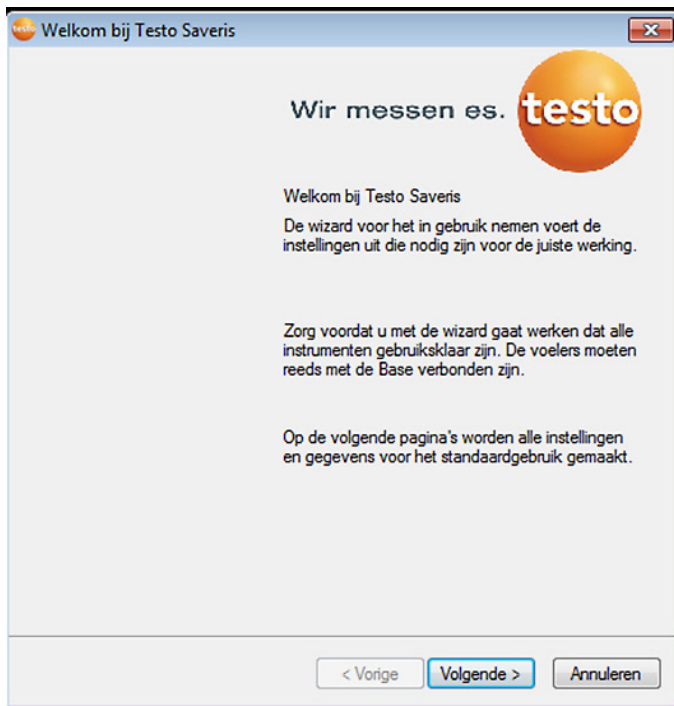 Welkom bij Testo Saveris
Wir messen es.
testo
Welkom bij Testo Saveris
De wizard voor het in gebruik nemen voert de
instellingen uit die nodig zijn voor de juiste werking.
Zorg voordat u met de wizard gaat werken dat alle
instrumenten gebruiksklaar zijn. De voelers moeten
reeds met de Base verbonden zijn.
Op de volgende pagina's worden alle instellingen
en gegevens voor het standaardgebruik gemaakt.
< Vorige
Volgende >
Annuleren